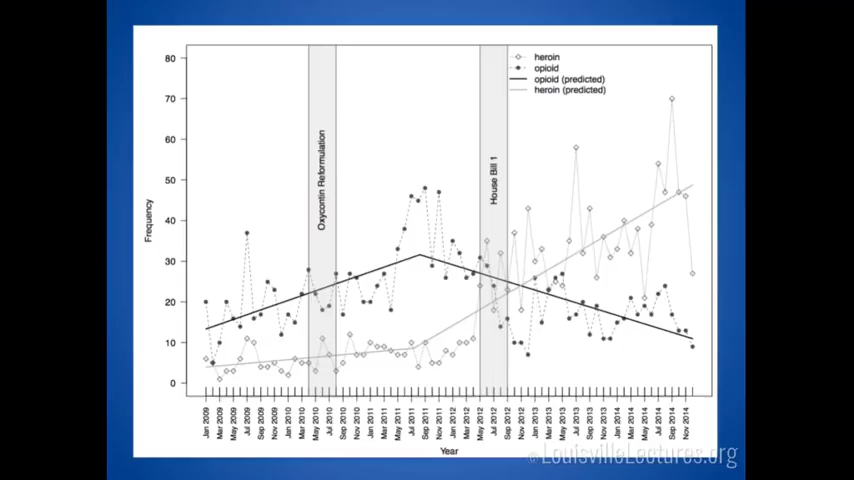 heroin
opioid
opioid (predicted)
heroin (predicted)
80
70
60
50
40
30
20
10
0
Frequency
Oxycontin Reformulation
House Bill 1
Jan 2009
Mar 2009
May 2009
Jul 2009
Sep 2009
Nov 2009
Jan 2010
Mar 2010
May 2010
Jul 2010
Sep 2010
Nov 2010
Jan 2011
Mar 2011
May 2011
Jul 2011
Sep 2011
Nov 2011
Jan 2012
Mar 2012
May 2012
Jul 2012
Sep 2012
Nov 2012
Jan 2013
Mar 2013
May 2013
Jul 2013
Sep 2013
Nov 2013
Jan 2014
Mar 2014
May 2014
Jul 2014
Sep 2014
Nov 2014
Year
© LouisvilleLectures.org